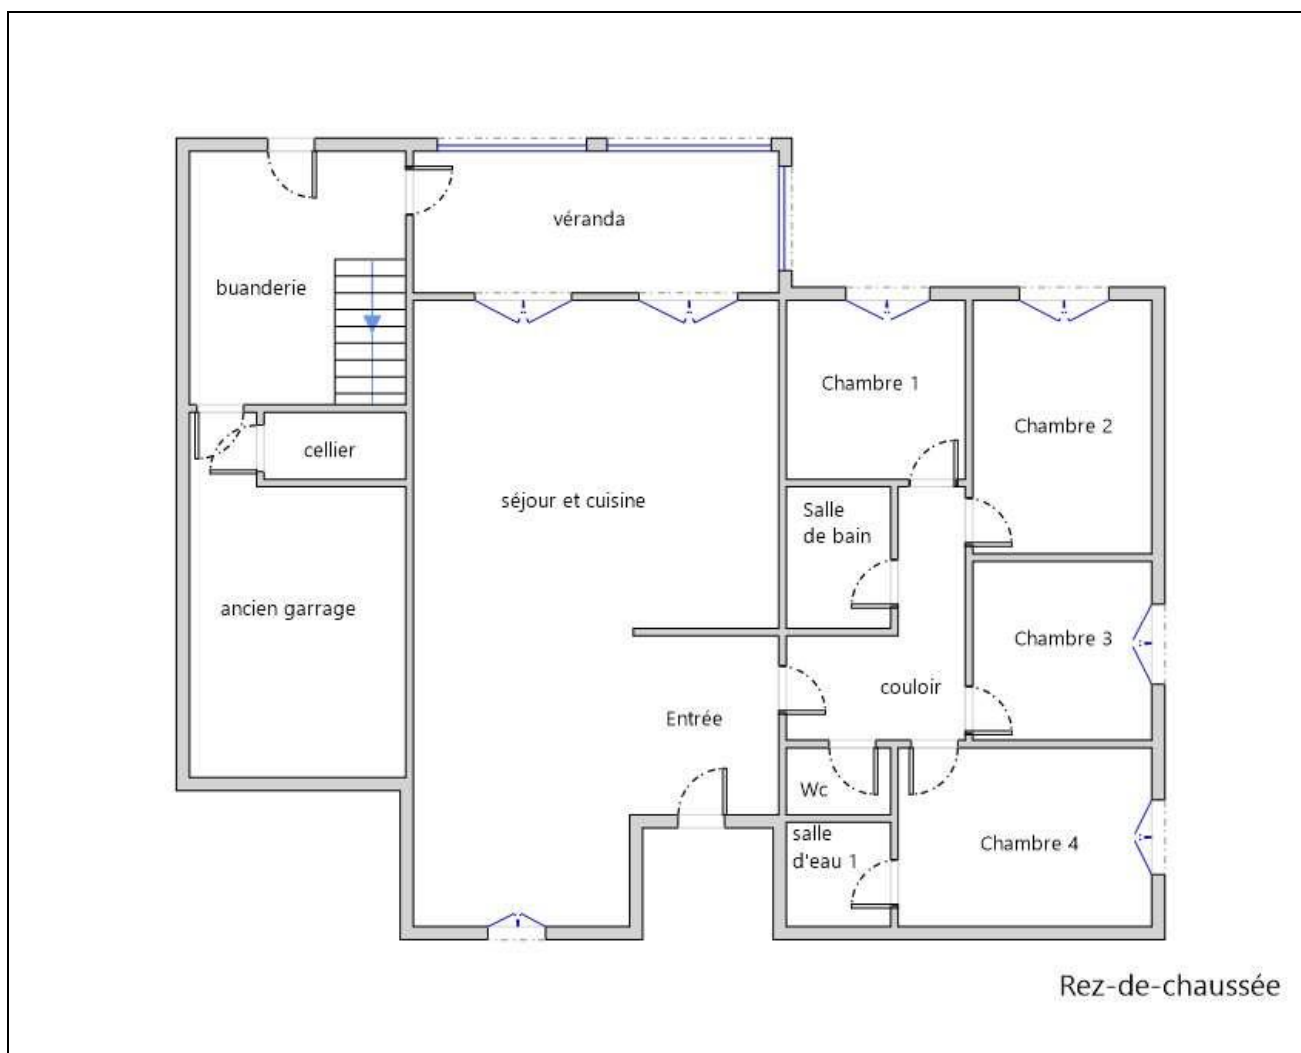 véranda
buanderie
Chambre 1
Chambre 2
cellier
séjour et cuisine
Salle
de bain
ancien garrage
Chambre 3
couloir
Entrée
Wc
salle
d'eau 1
Chambre 4
Rez-de-chaussée